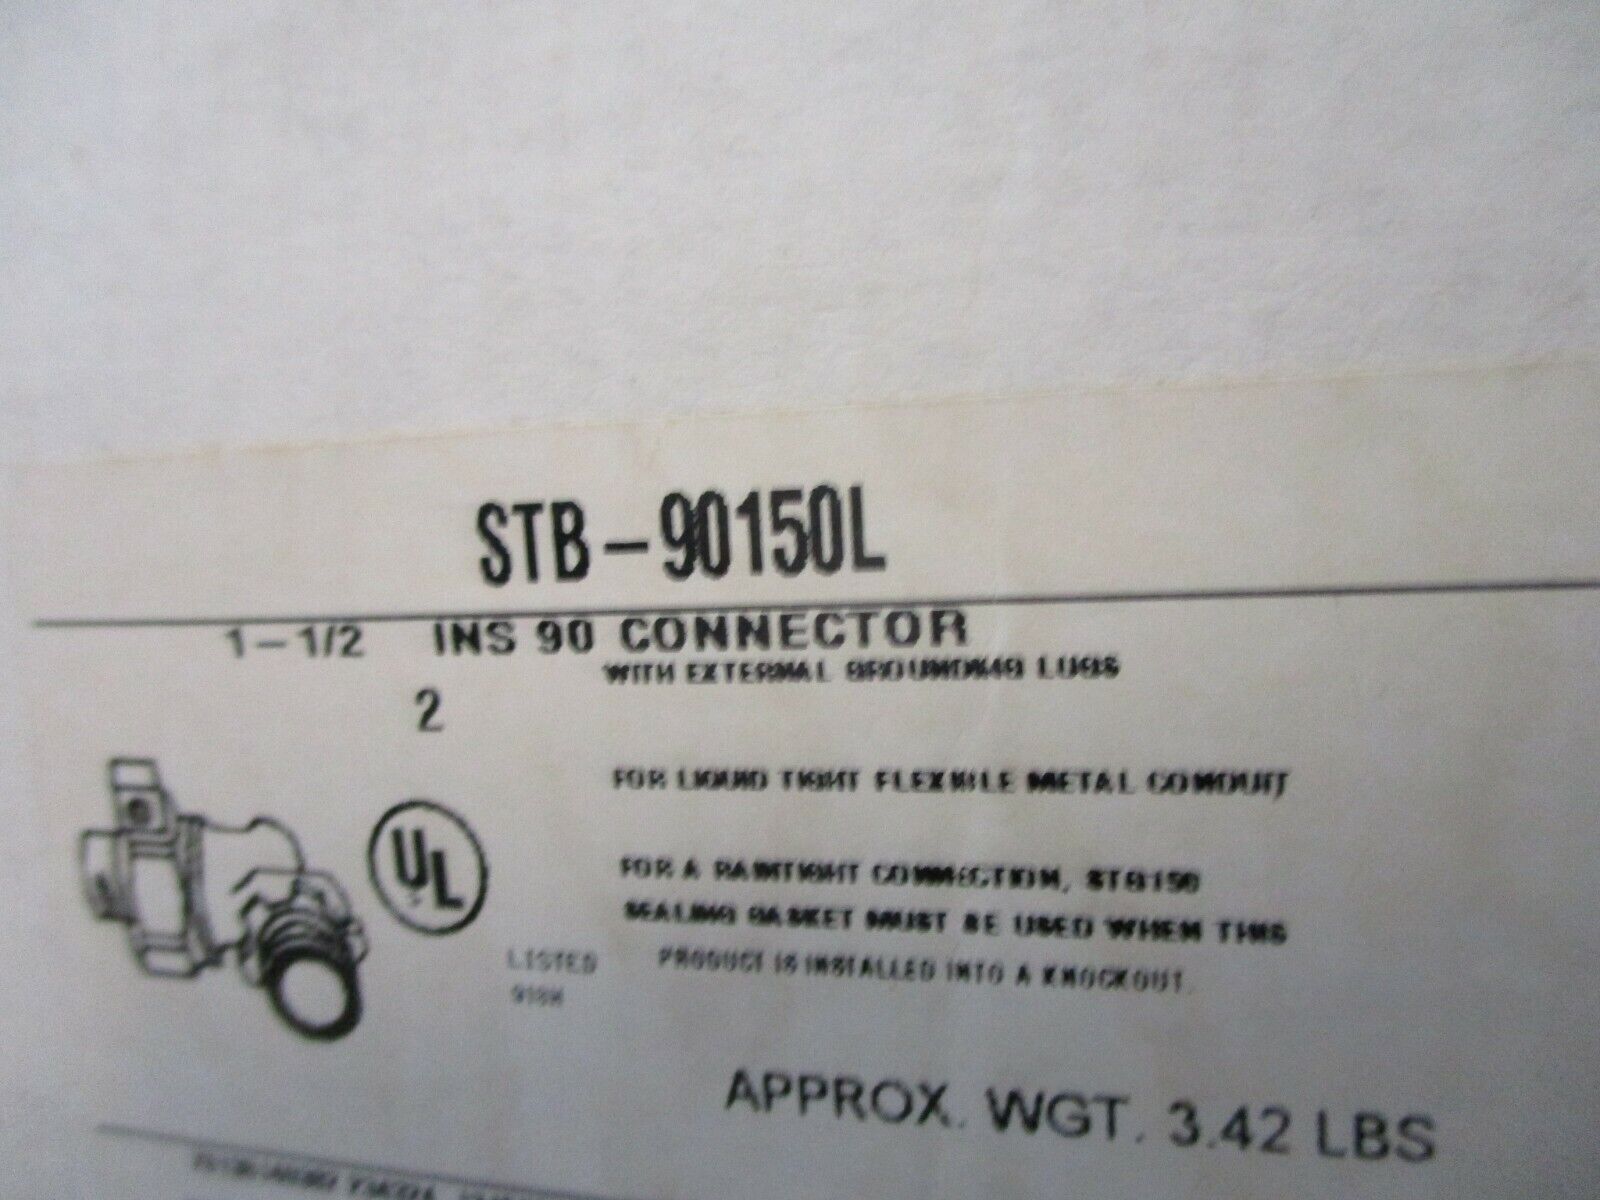 STB-90150L
1-1/2 INS 90 CONNECTOR
WITH EXTERNAL GROUNDING LUGS
2
FOR LIQUID TIGHT FLEXIBLE METAL CONDUIT
UL
FOR A RAINTIGHT CONNECTION, STG150
SEALING GASKET MUST BE USED WHEN THIS
LISTED PRODUCT IS INSTALLED INTO A KNOCKOUT.
918H
APPROX. WGT. 3.42 LBS